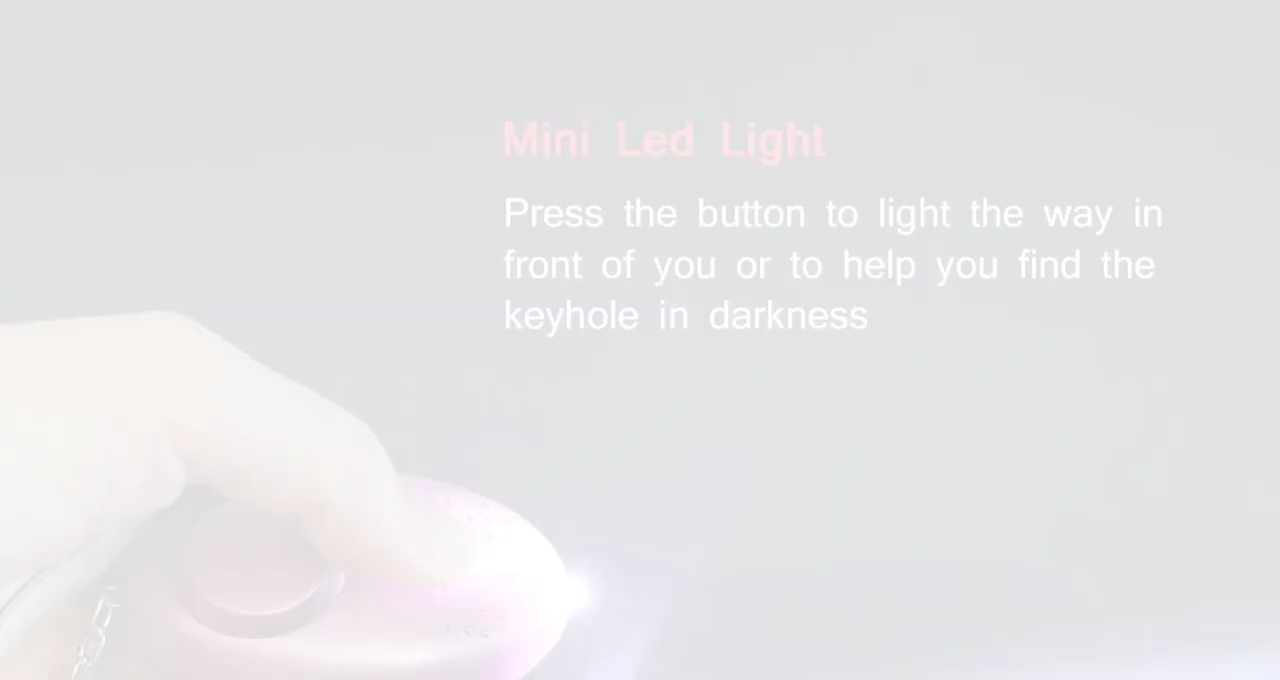 Mini Led Light
Press the button to light the way in
front of you or to help you find the
keyhole in darkness